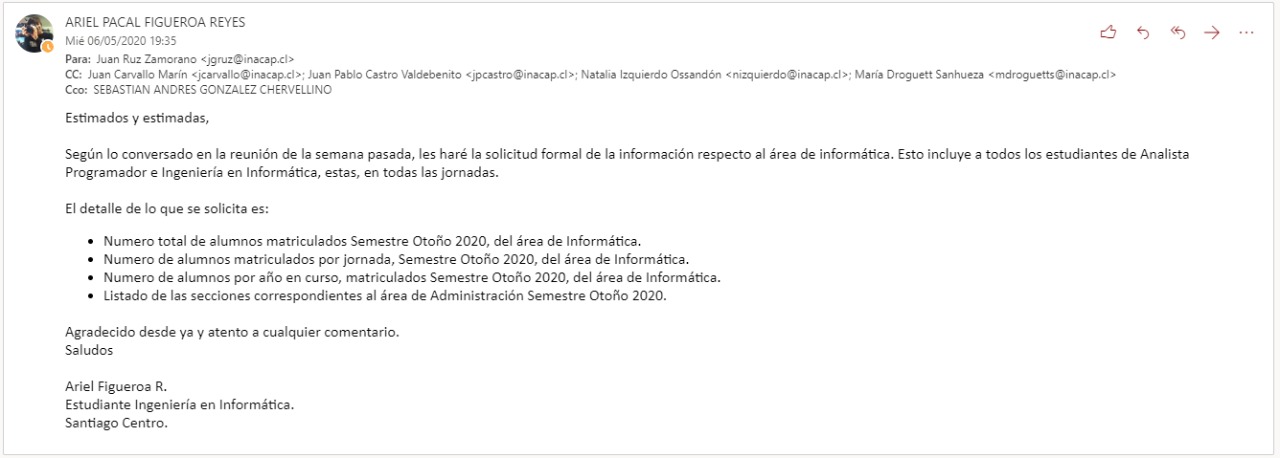 ARIEL PACAL FIGUEROA REYES
Mié 06/05/2020 19:35
Para: Juan Ruz Zamorano <jgruz@inacap.cl>
CC: Juan Carvallo Marín <jcarvallo@inacap.cl>; Juan Pablo Castro Valdebenito <jpcastro@inacap.cl>; Natalia Izquierdo Ossandón <nizquierdo@inacap.cl>; María Droguett Sanhueza <mdroguetts@inacap.cl>
Cco: SEBASTIAN ANDRES GONZALEZ CHERVELLINO
Estimados y estimadas,
Según lo conversado en la reunión de la semana pasada, les haré la solicitud formal de la información respecto al área de informática. Esto incluye a todos los estudiantes de Analista
Programador e Ingeniería en Informática, estas, en todas las jornadas.
El detalle de lo que se solicita es:
• Numero total de alumnos matriculados Semestre Otoño 2020, del área de Informática.
• Numero de alumnos matriculados por jornada, Semestre Otoño 2020, del área de Informática.
• Numero de alumnos por año en curso, matriculados Semestre Otoño 2020, del área de Informática.
• Listado de las secciones correspondientes al área de Administración Semestre Otoño 2020.
Agradecido desde ya y atento a cualquier comentario.
Saludos
Ariel Figueroa R.
Estudiante Ingeniería en Informática.
Santiago Centro.